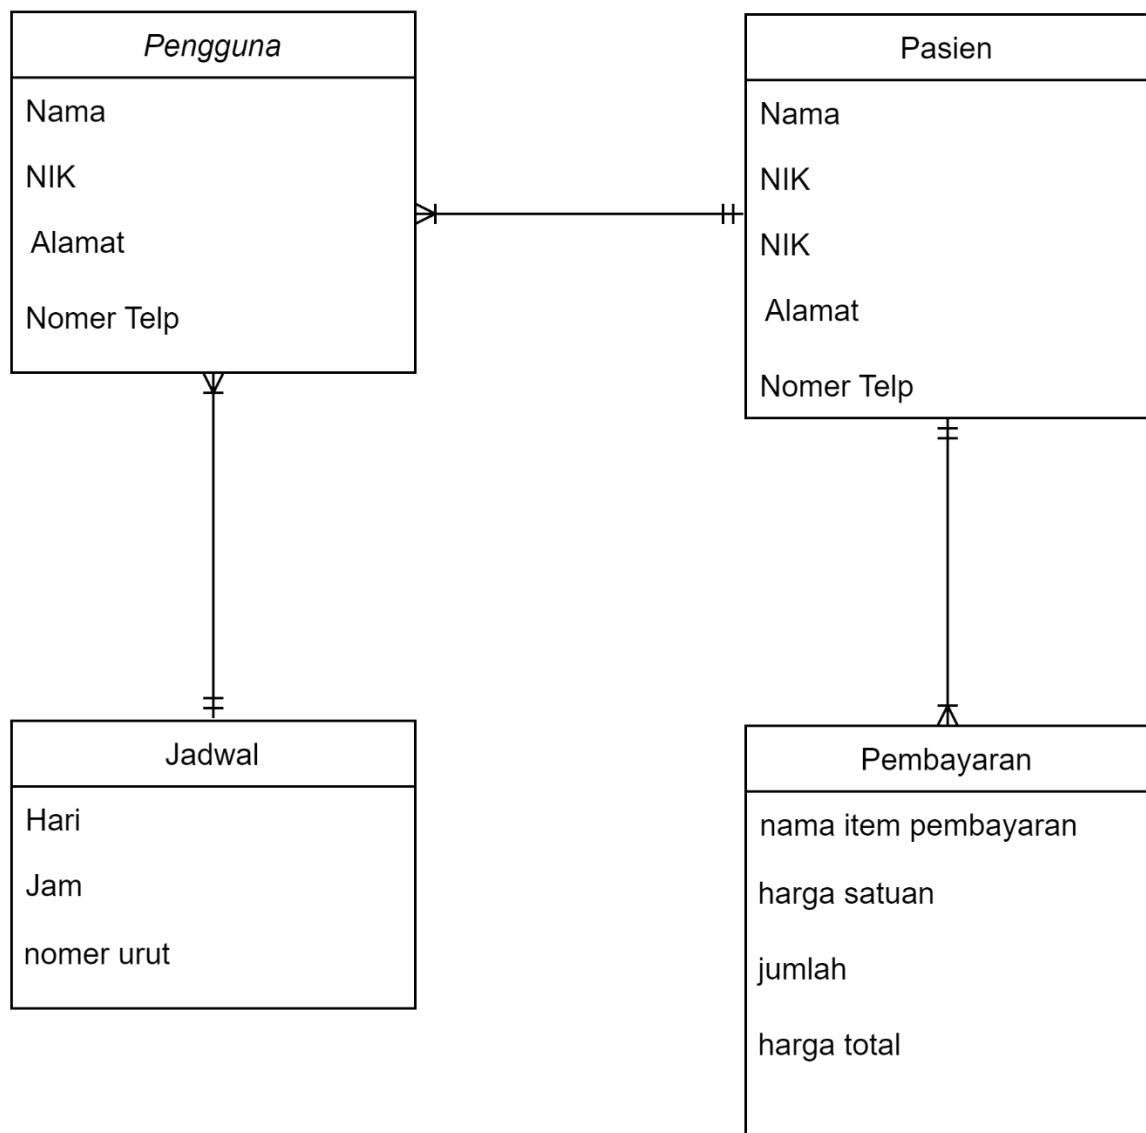 Pengguna
Nama
NIK
Alamat
Nomer Telp
Pasien
Nama
NIK
NIK
Alamat
Nomer Telp
Jadwal
Hari
Jam
nomer urut
Pembayaran
nama item pembayaran
harga satuan
jumlah
harga total